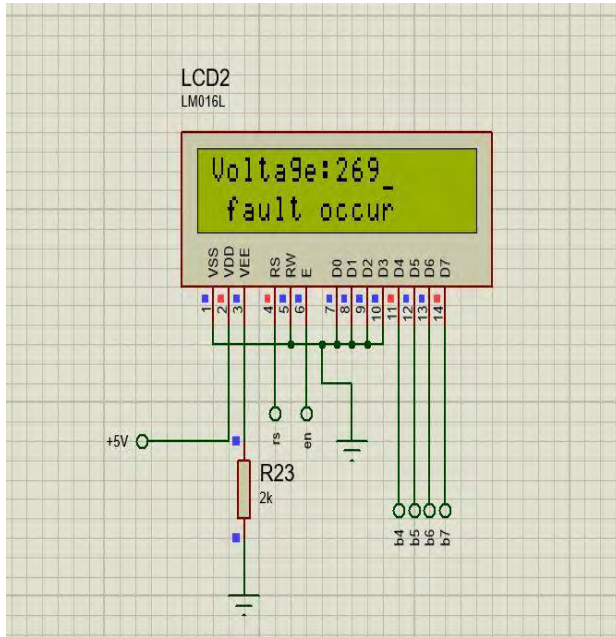 LCD2
LM016L
Voltage:269_
fault occur
VSS VDD VEE RS RW E D0 D1 D2 D3 D4 D5 D6 D7
1 2 3 4 5 6 7 8 9 10 11 12 13 14
+5V
rs en
R23
2k
b4 b5 b6 b7